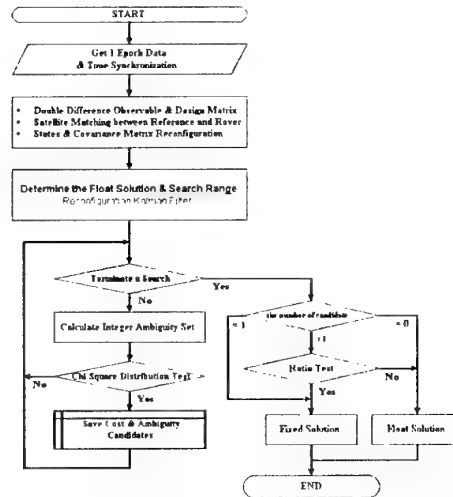 START
Get 1 Epoch Data
& Time Synchronization
• Double Difference Observable & Design Matrix
• Satellite Matching between Reference and Rover
• States & Covariance Matrix Reconfiguration
Determine the Float Solution & Search Range
Reconfiguration Kalman Filter
Terminate a Search
Yes
No
the number of candidate
= 1
= 0
Calculate Integer Ambiguity Set
>1
Ratio Test
No
Chi Square Distribution Test
No
Yes
Yes
Save Cost & Ambiguity
Candidates
Fixed Solution
Float Solution
END